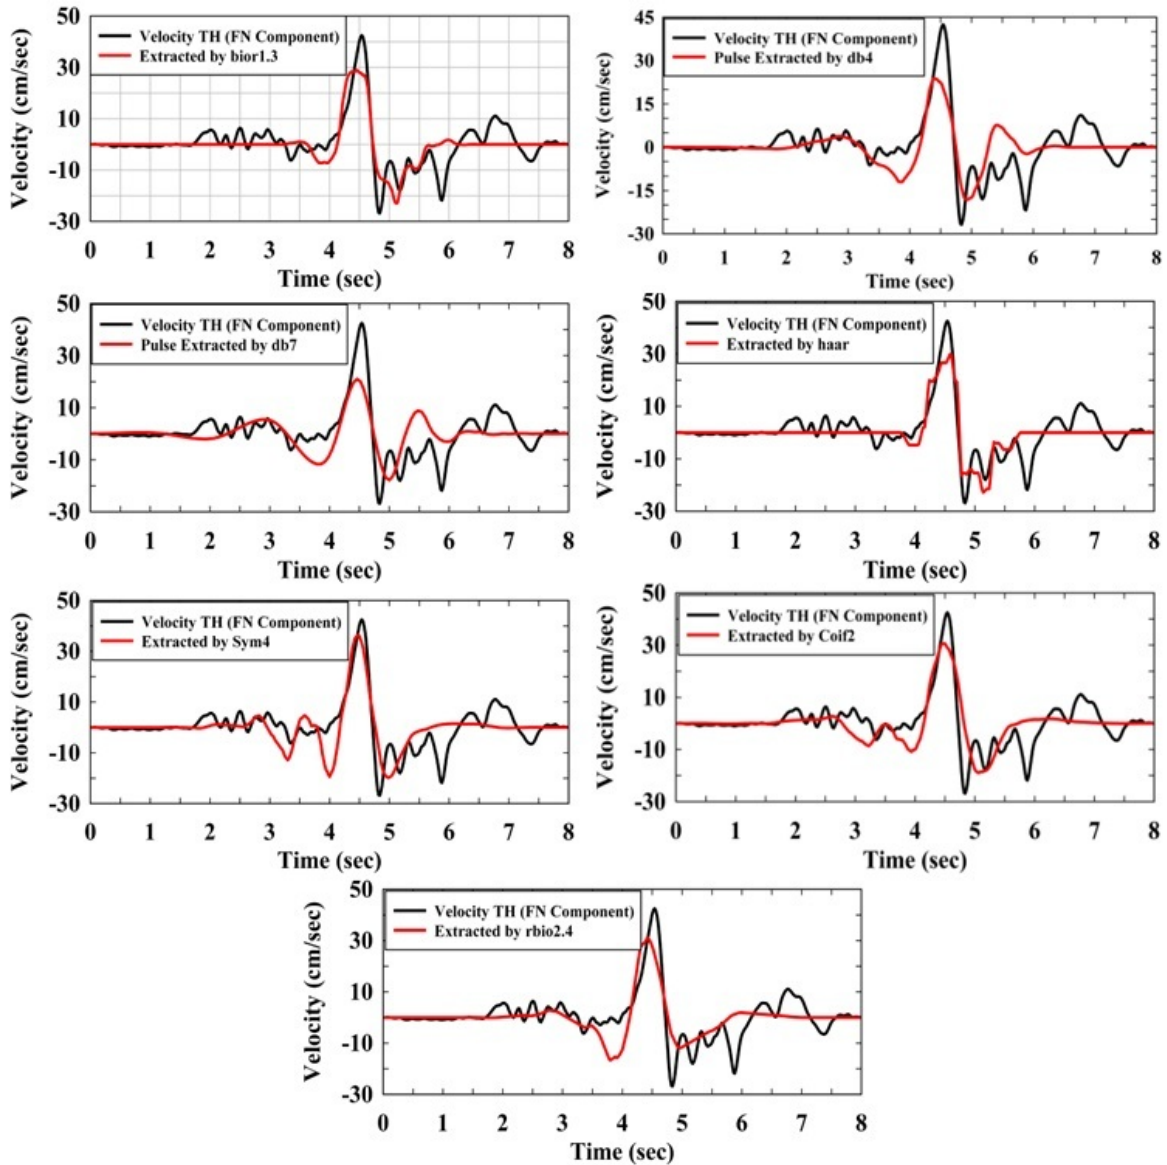 Velocity TH (FN Component)
Extracted by bior1.3
Velocity (cm/sec)
50
30
10
-10
-30
0 1 2 3 4 5 6 7 8
Time (sec)
Velocity TH (FN Component)
Pulse Extracted by db4
Velocity (cm/sec)
45
30
15
0
-15
-30
0 1 2 3 4 5 6 7 8
Time (sec)
Velocity TH (FN Component)
Pulse Extracted by db7
Velocity (cm/sec)
50
30
10
-10
-30
0 1 2 3 4 5 6 7 8
Time (sec)
Velocity TH (FN Component)
Extracted by haar
Velocity (cm/sec)
50
30
10
-10
-30
0 1 2 3 4 5 6 7 8
Time (sec)
Velocity TH (FN Component)
Extracted by Sym4
Velocity (cm/sec)
50
30
10
-10
-30
0 1 2 3 4 5 6 7 8
Time (sec)
Velocity TH (FN Component)
Extracted by Coif2
Velocity (cm/sec)
50
30
10
-10
-30
0 1 2 3 4 5 6 7 8
Time (sec)
Velocity TH (FN Component)
Extracted by rbio2.4
Velocity (cm/sec)
50
30
10
-10
-30
0 1 2 3 4 5 6 7 8
Time (sec)